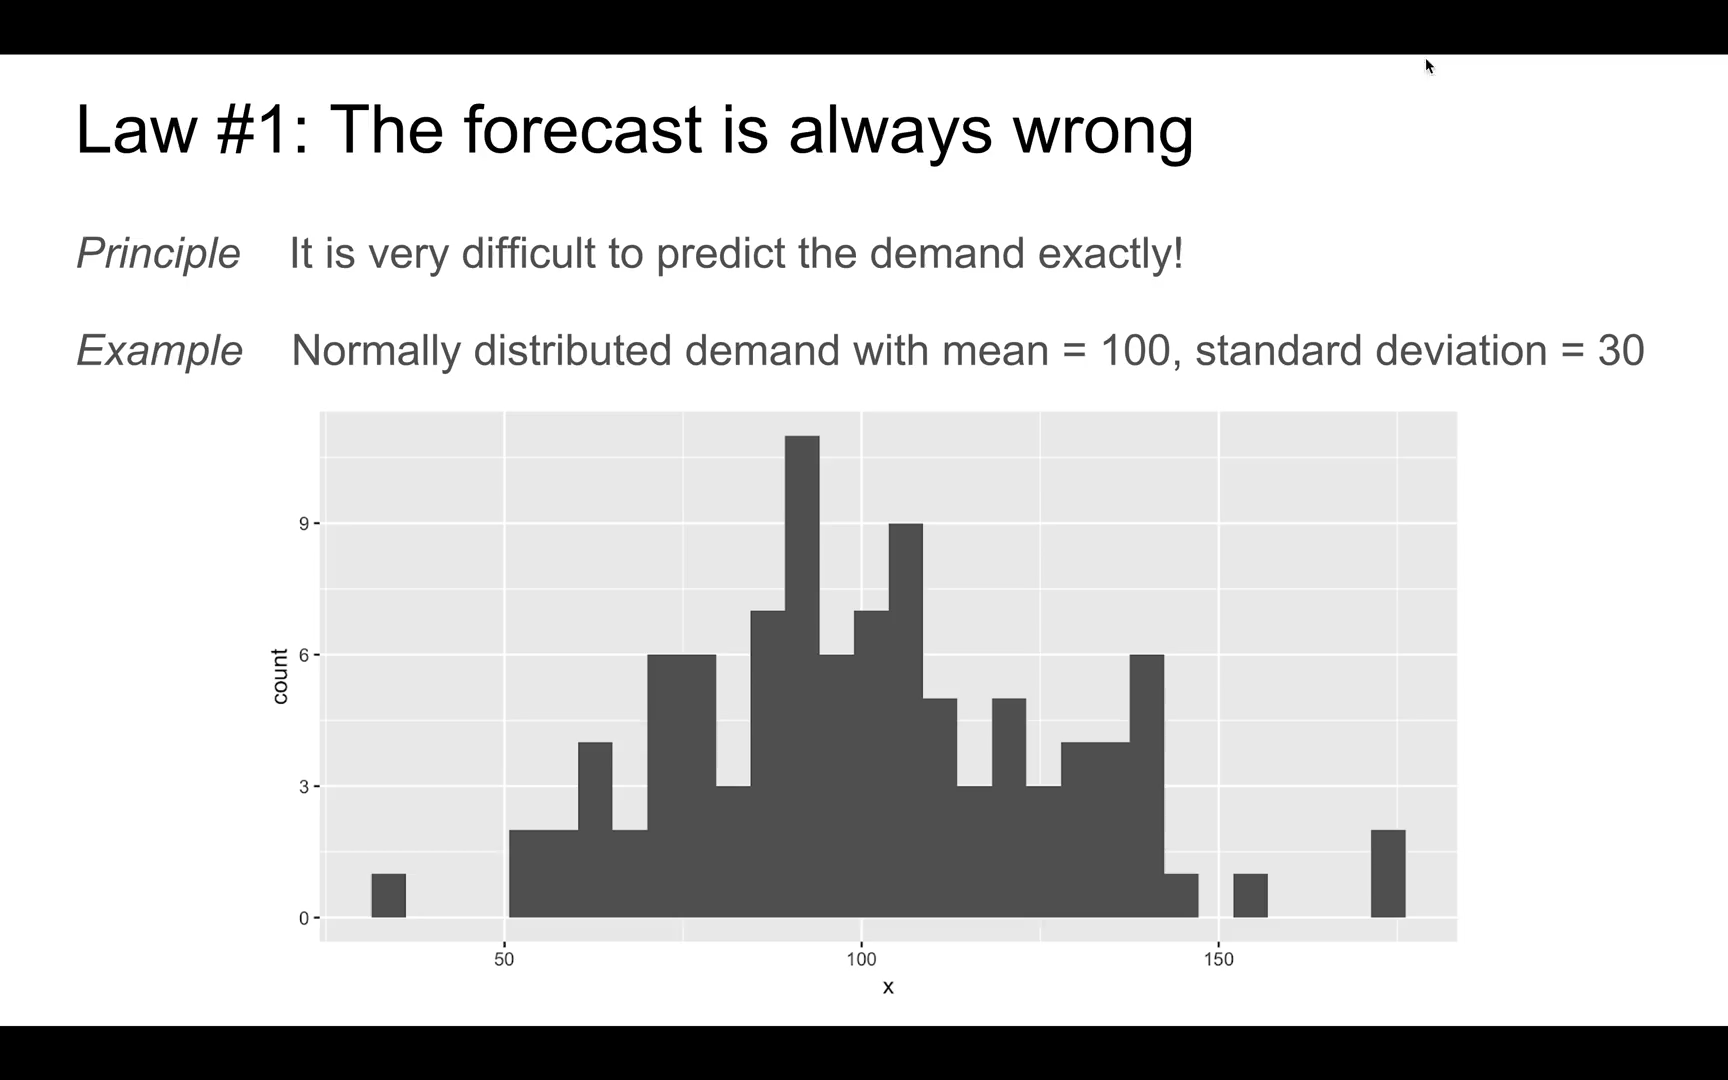 Law #1: The forecast is always wrong
Principle It is very difficult to predict the demand exactly!
Example Normally distributed demand with mean = 100, standard deviation = 30
9
6
3
0
count
50 100 150
x